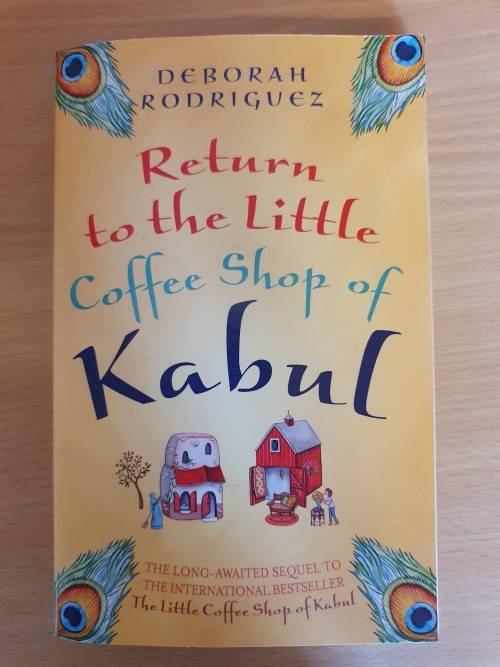 DEBORAH
RODRIGUEZ
Return
to the Little
Coffee Shop of
Kabul
THE LONG-AWAITED SEQUEL TO
THE INTERNATIONAL BESTSELLER
The Little Coffee Shop of Kabul